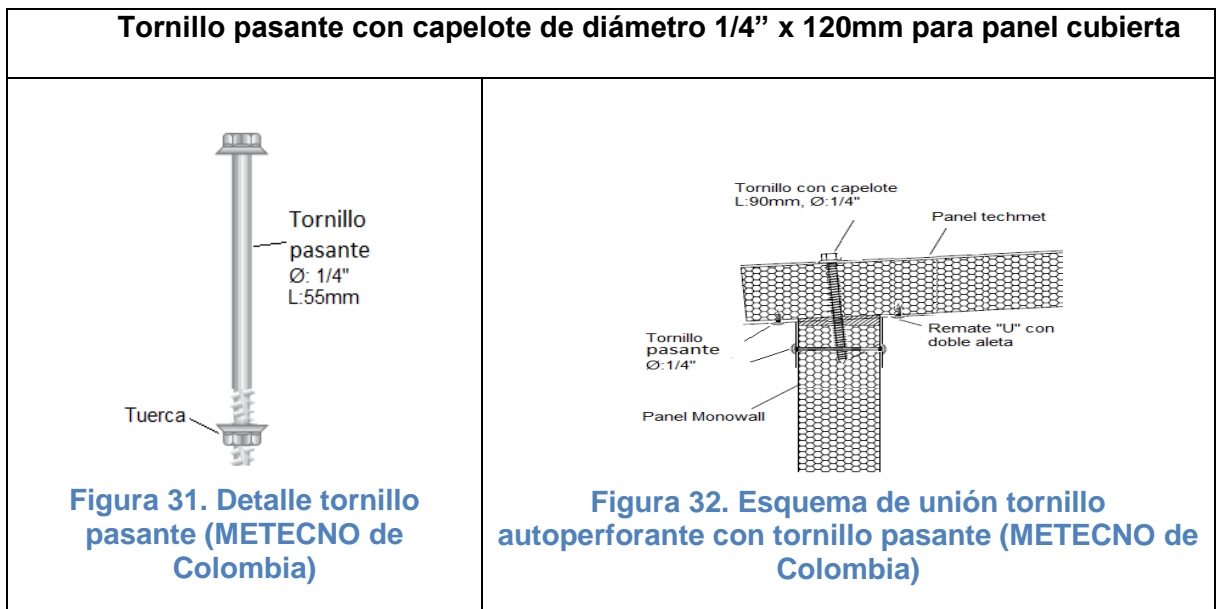 Tornillo pasante con capelote de diámetro 1/4” x 120mm para panel cubierta
Tornillo
pasante
Ø: 1/4"
L:55mm
Tuerca
Figura 31. Detalle tornillo
pasante (METECNO de
Colombia)
Tornillo con capelote
L:90mm, Ø:1/4"
Panel techmet
Tornillo
pasante
Ø:1/4"
Remate "U" con
doble aleta
Panel Monowall
Figura 32. Esquema de unión tornillo
autoperforante con tornillo pasante (METECNO de
Colombia)